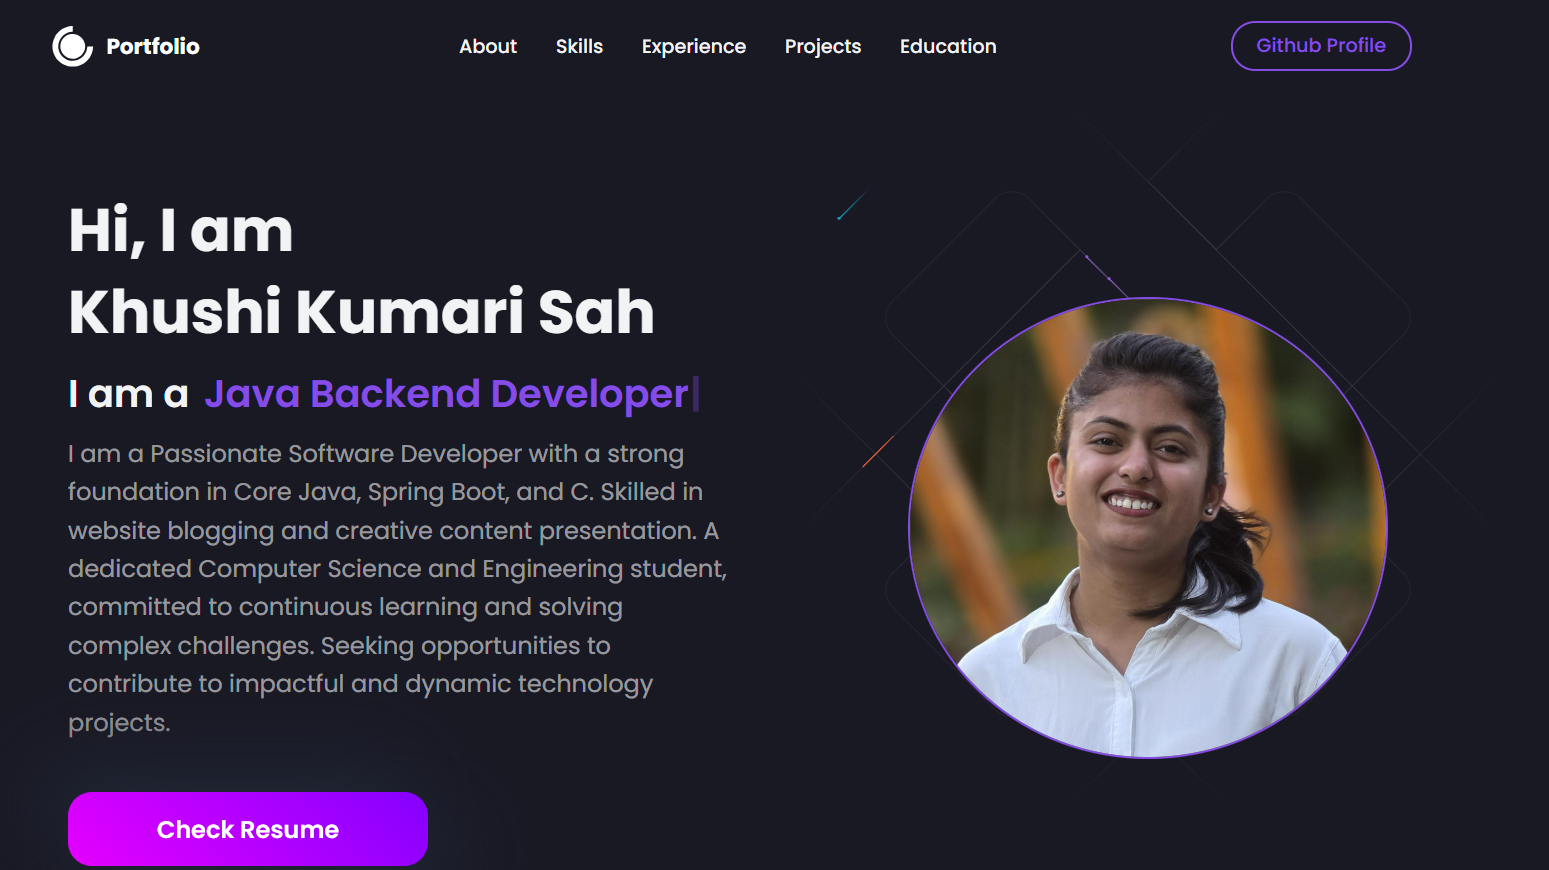 Portfolio
About Skills Experience Projects Education
Github Profile
Hi, I am
Khushi Kumari Sah
I am a Java Backend Developer
I am a Passionate Software Developer with a strong
foundation in Core Java, Spring Boot, and C. Skilled in
website blogging and creative content presentation. A
dedicated Computer Science and Engineering student,
committed to continuous learning and solving
complex challenges. Seeking opportunities to
contribute to impactful and dynamic technology
projects.
Check Resume